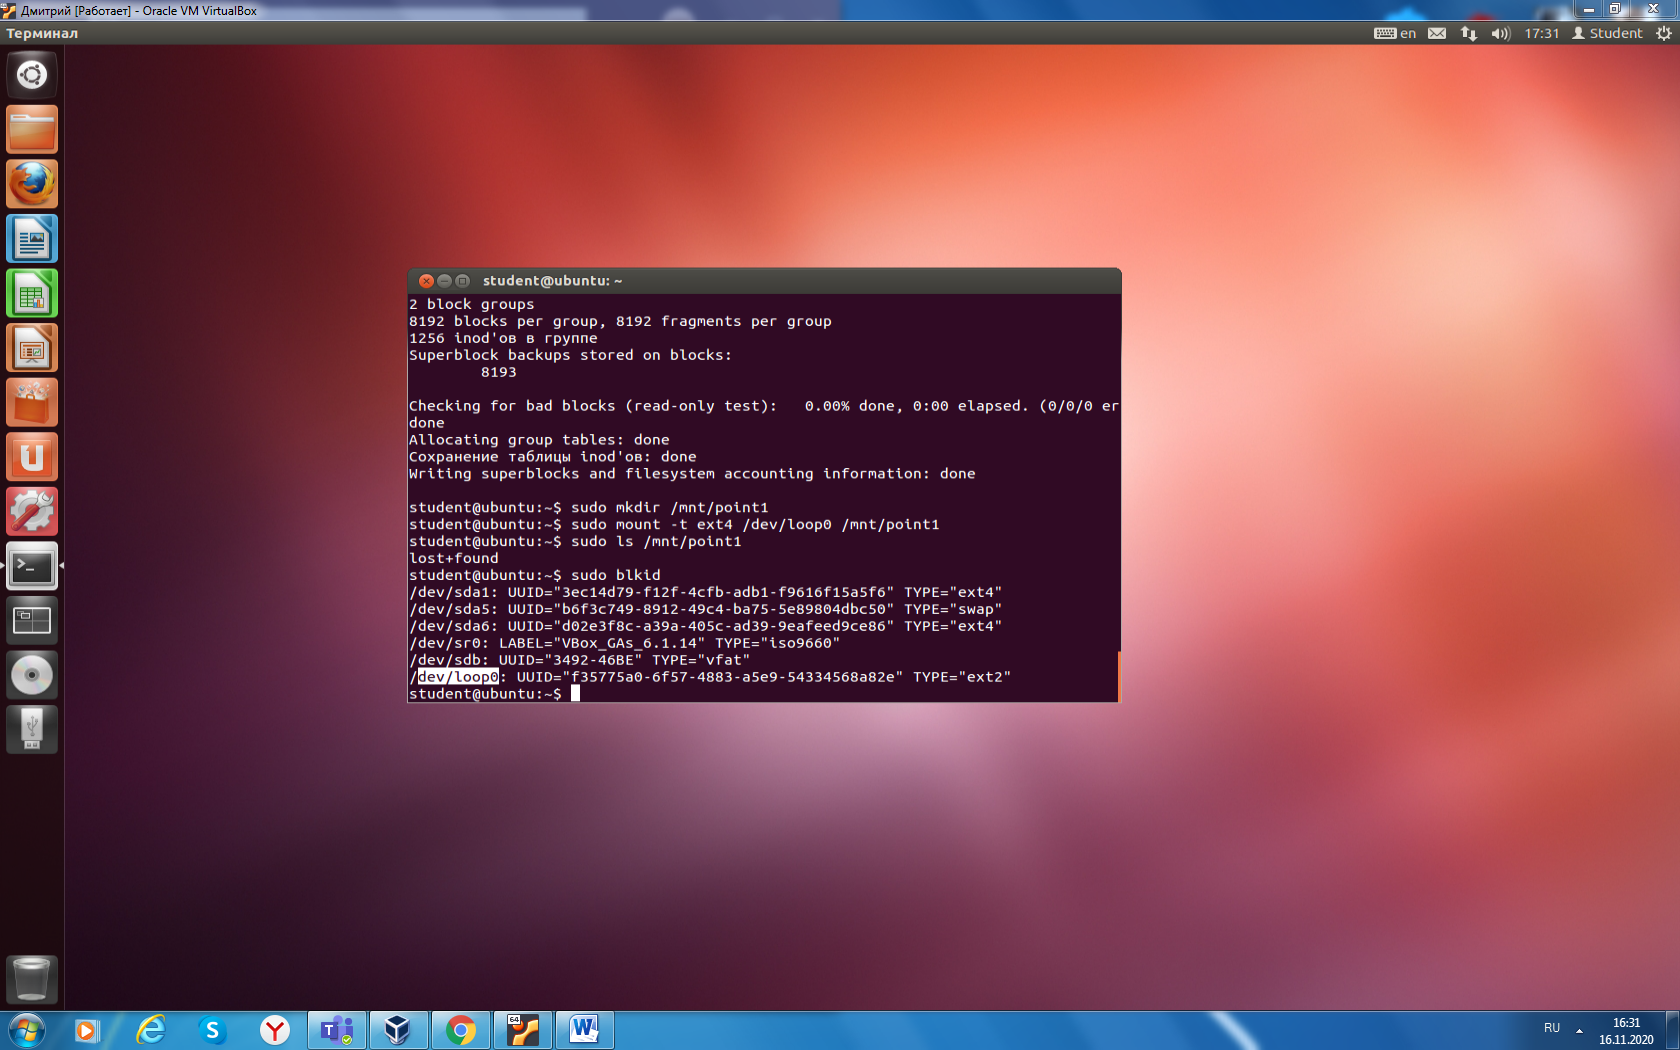 Дмитрий [Работает] - Oracle VM VirtualBox
Терминал
en
17:31
Student
student@ubuntu: ~
2 block groups
8192 blocks per group, 8192 fragments per group
1256 inod'ов в группе
Superblock backups stored on blocks:
8193
Checking for bad blocks (read-only test):   0.00% done, 0:00 elapsed. (0/0/0 er
done
Allocating group tables: done
Сохранение таблицы inod'ов: done
Writing superblocks and filesystem accounting information: done
student@ubuntu:~$ sudo mkdir /mnt/point1
student@ubuntu:~$ sudo mount -t ext4 /dev/loop0 /mnt/point1
student@ubuntu:~$ sudo ls /mnt/point1
lost+found
student@ubuntu:~$ sudo blkid
/dev/sda1: UUID="3ec14d79-f12f-4cfb-adb1-f9616f15a5f6" TYPE="ext4"
/dev/sda5: UUID="b6f3c749-8912-49c4-ba75-5e89804dbc50" TYPE="swap"
/dev/sda6: UUID="d02e3f8c-a39a-405c-ad39-9eafeed9ce86" TYPE="ext4"
/dev/sr0: LABEL="VBox_GAs_6.1.14" TYPE="iso9660"
/dev/sdb: UUID="3492-46BE" TYPE="vfat"
/dev/loop0: UUID="f35775a0-6f57-4883-a5e9-54334568a82e" TYPE="ext2"
student@ubuntu:~$
64
RU
16:31
16.11.2020